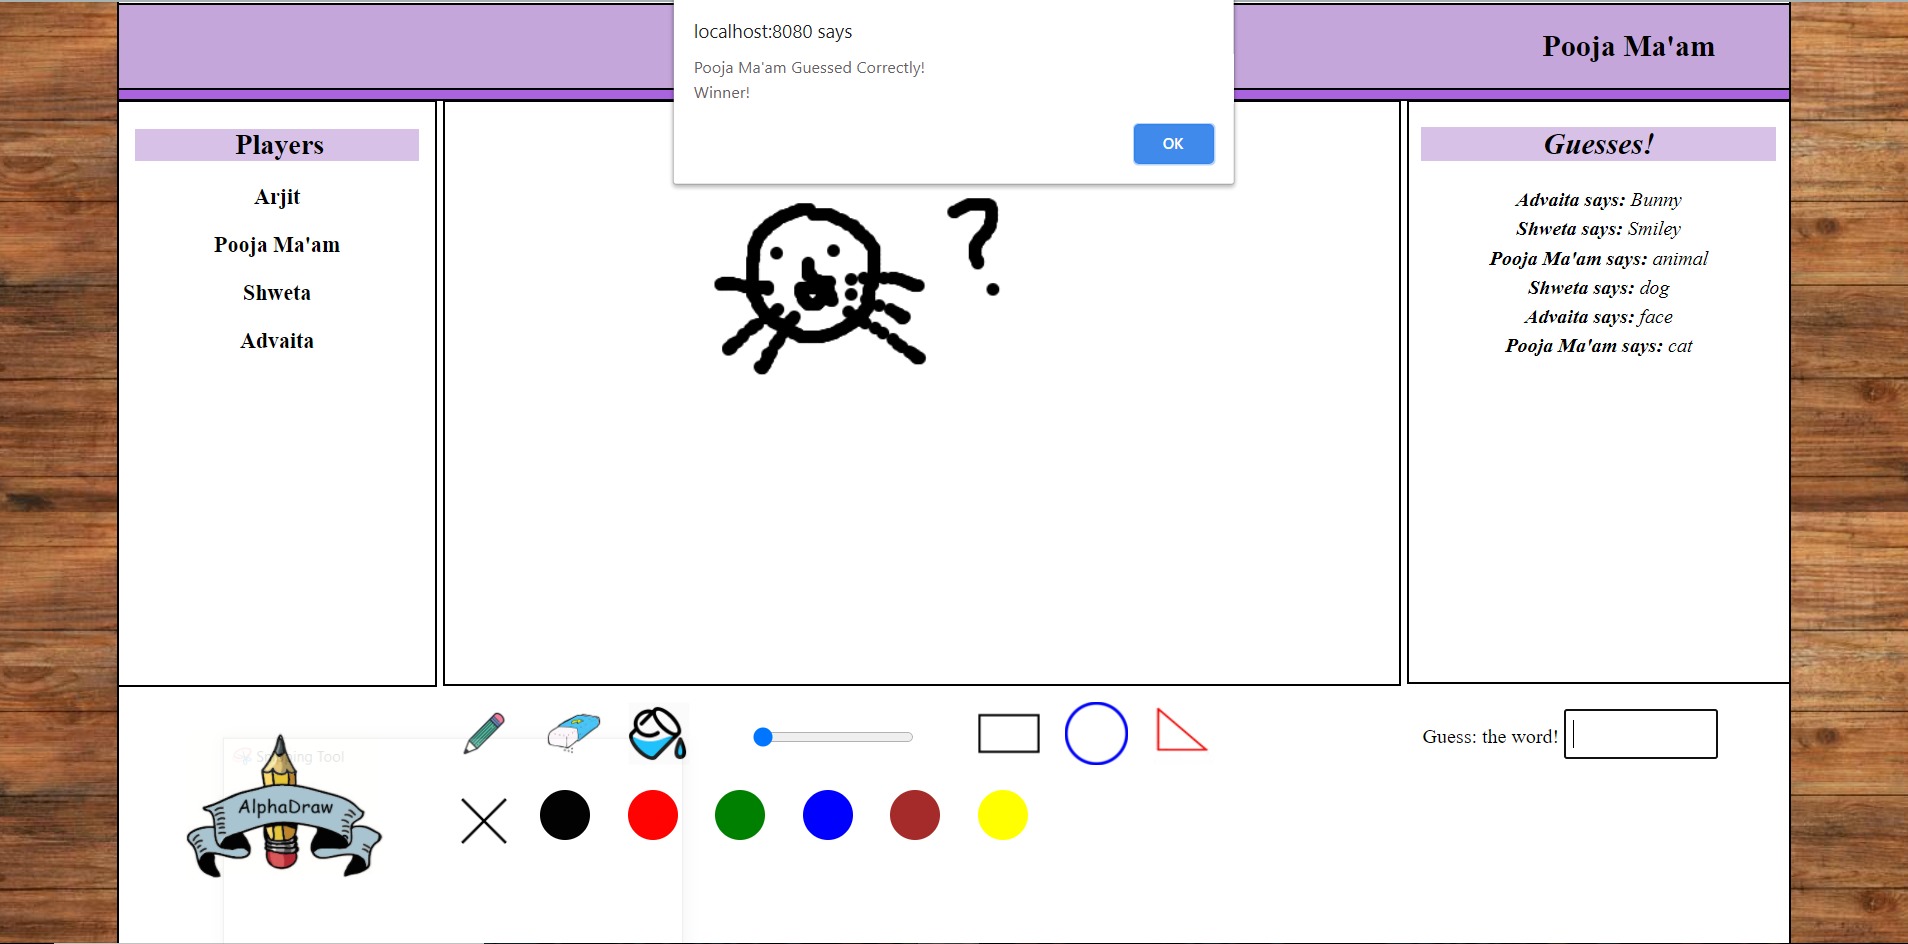 localhost:8080 says
Pooja Ma'am Guessed Correctly!
Winner!
OK
Pooja Ma'am
Players
Arjit
Pooja Ma'am
Shweta
Advaita
?
Guesses!
Advaita says: Bunny
Shweta says: Smiley
Pooja Ma'am says: animal
Shweta says: dog
Advaita says: face
Pooja Ma'am says: cat
Guess: the word!
Snipping Tool
AlphaDraw